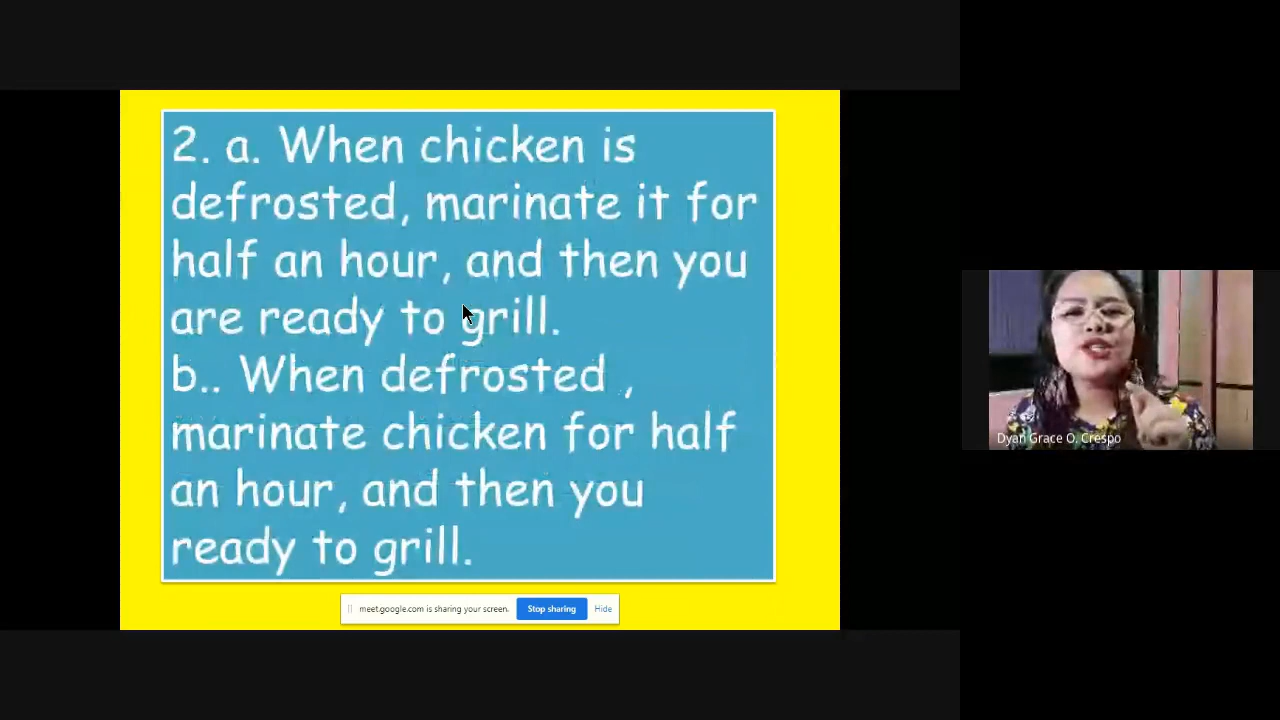 2. a. When chicken is
defrosted, marinate it for
half an hour, and then you
are ready to grill.
b.. When defrosted ,
marinate chicken for half
an hour, and then you
ready to grill.
meet.google.com is sharing your screen. Stop sharing Hide
Dyan Grace O. Crespo